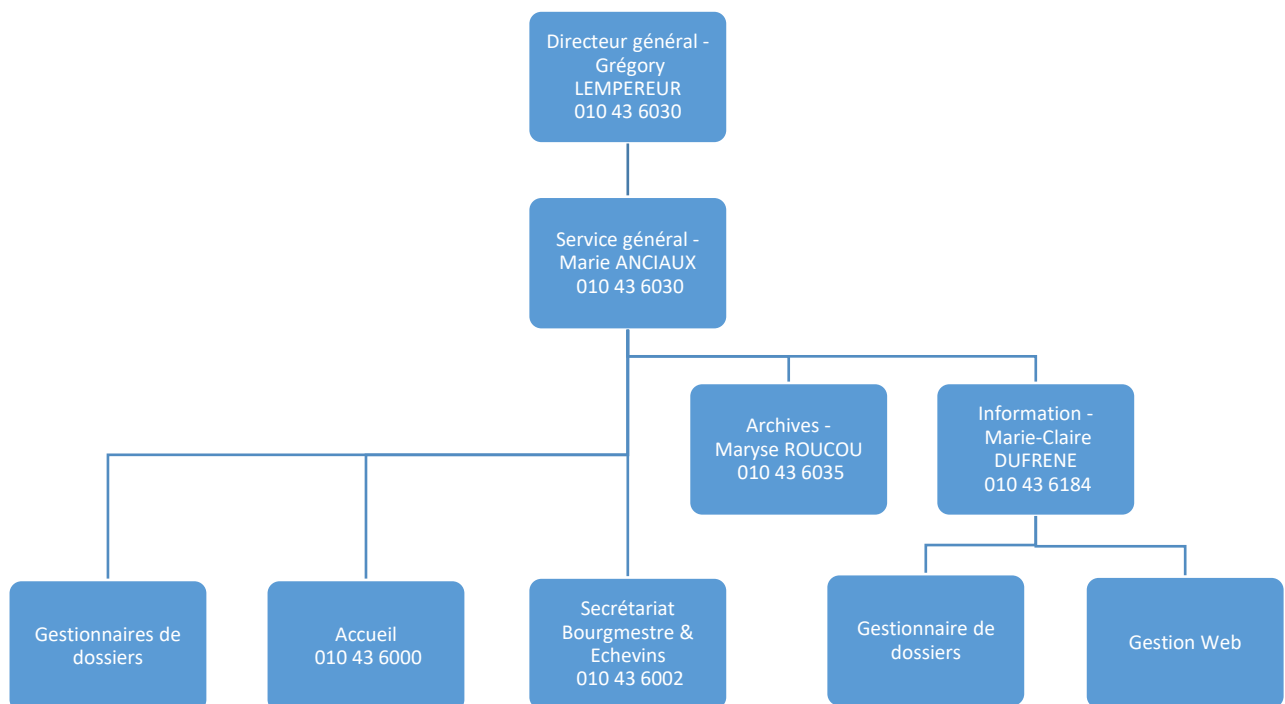 Directeur général -
Grégory
LEMPEREUR
010 43 6030
Service général -
Marie ANCIAUX
010 43 6030
Archives -
Maryse ROUCOU
010 43 6035
Information -
Marie-Claire
DUFRENE
010 43 6184
Gestionnaires de
dossiers
Accueil
010 43 6000
Secrétariat
Bourgmestre &
Echevins
010 43 6002
Gestionnaire de
dossiers
Gestion Web